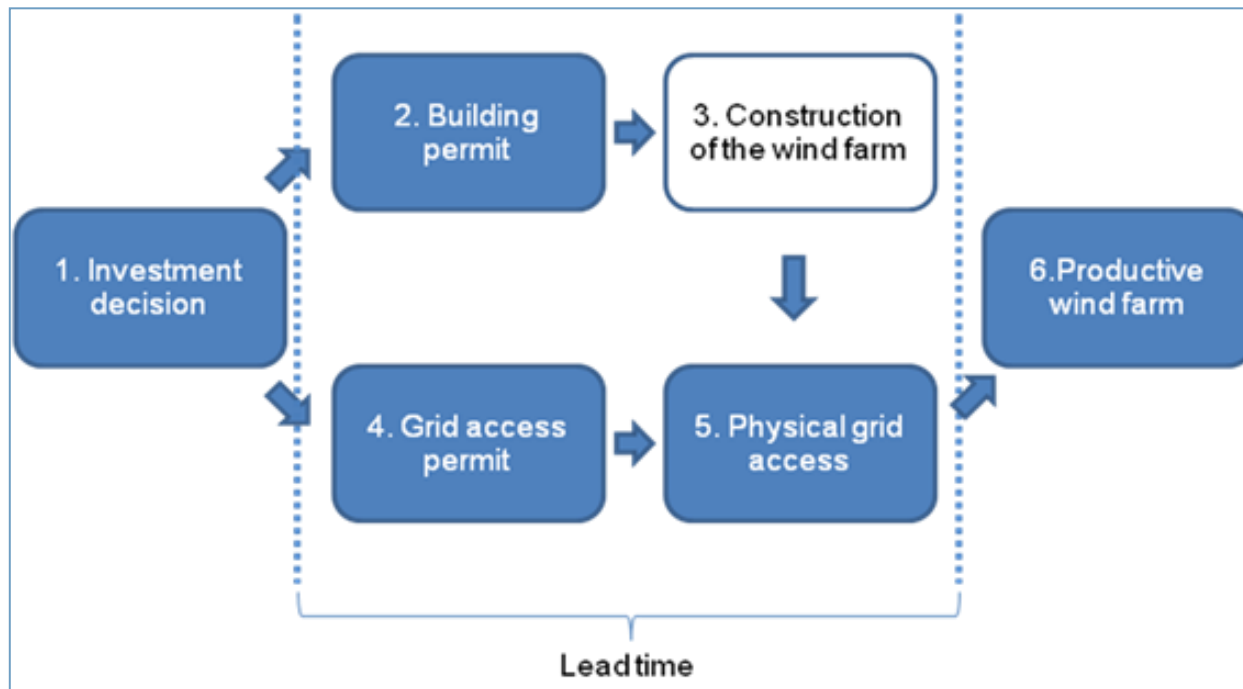 2. Building
permit
3. Construction
of the wind farm
1. Investment
decision
6.Productive
wind farm
4. Grid access
permit
5. Physical grid
access
Lead time